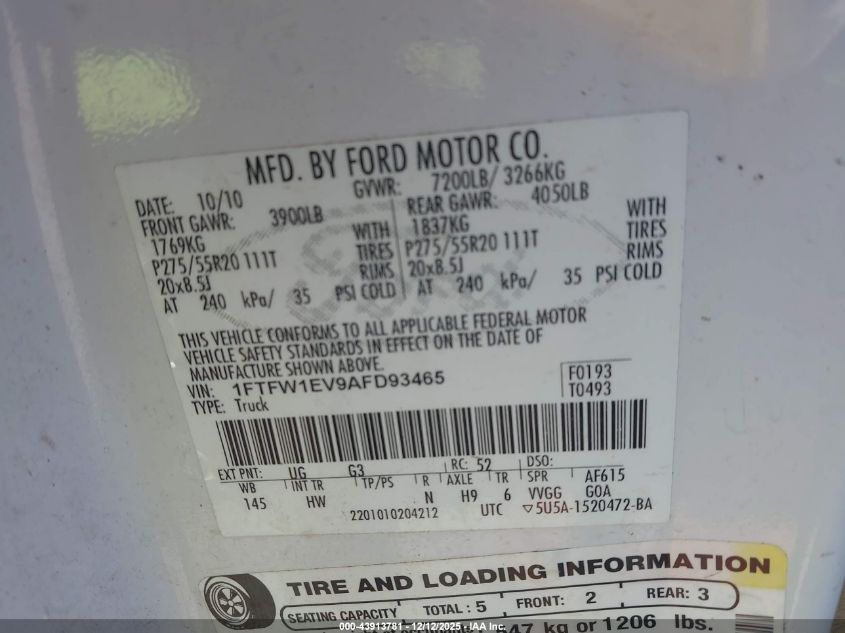 MFD. BY FORD MOTOR CO.
DATE: 10/10 GVWR: 7200LB/ 3266KG
FRONT GAWR: 3900LB REAR GAWR: 4050LB
1769KG WITH 1837KG WITH
P275/55R20 111T TIRES P275/55R20 111T TIRES
20x8.5J RIMS 20x8.5J RIMS
AT 240 kPa/ 35 PSI COLD AT 240 kPa/ 35 PSI COLD
THIS VEHICLE CONFORMS TO ALL APPLICABLE FEDERAL MOTOR
VEHICLE SAFETY STANDARDS IN EFFECT ON THE DATE OF
MANUFACTURE SHOWN ABOVE.
VIN: 1FTFW1EV9AFD93465 F0193
TYPE: Truck T0493
EXT PNT: UG G3 RC: 52 DSO:
WB INT TR TP/PS R AXLE TR SPR AF615
145 HW N H9 6 VVGG GOA
2201010204212 UTC ▽5U5A-1520472-BA
TIRE AND LOADING INFORMATION
SEATING CAPACITY TOTAL: 5 FRONT: 2 REAR: 3
547 kg or 1206 lbs.
000-43913781 - 12/12/2025 - IAA Inc.